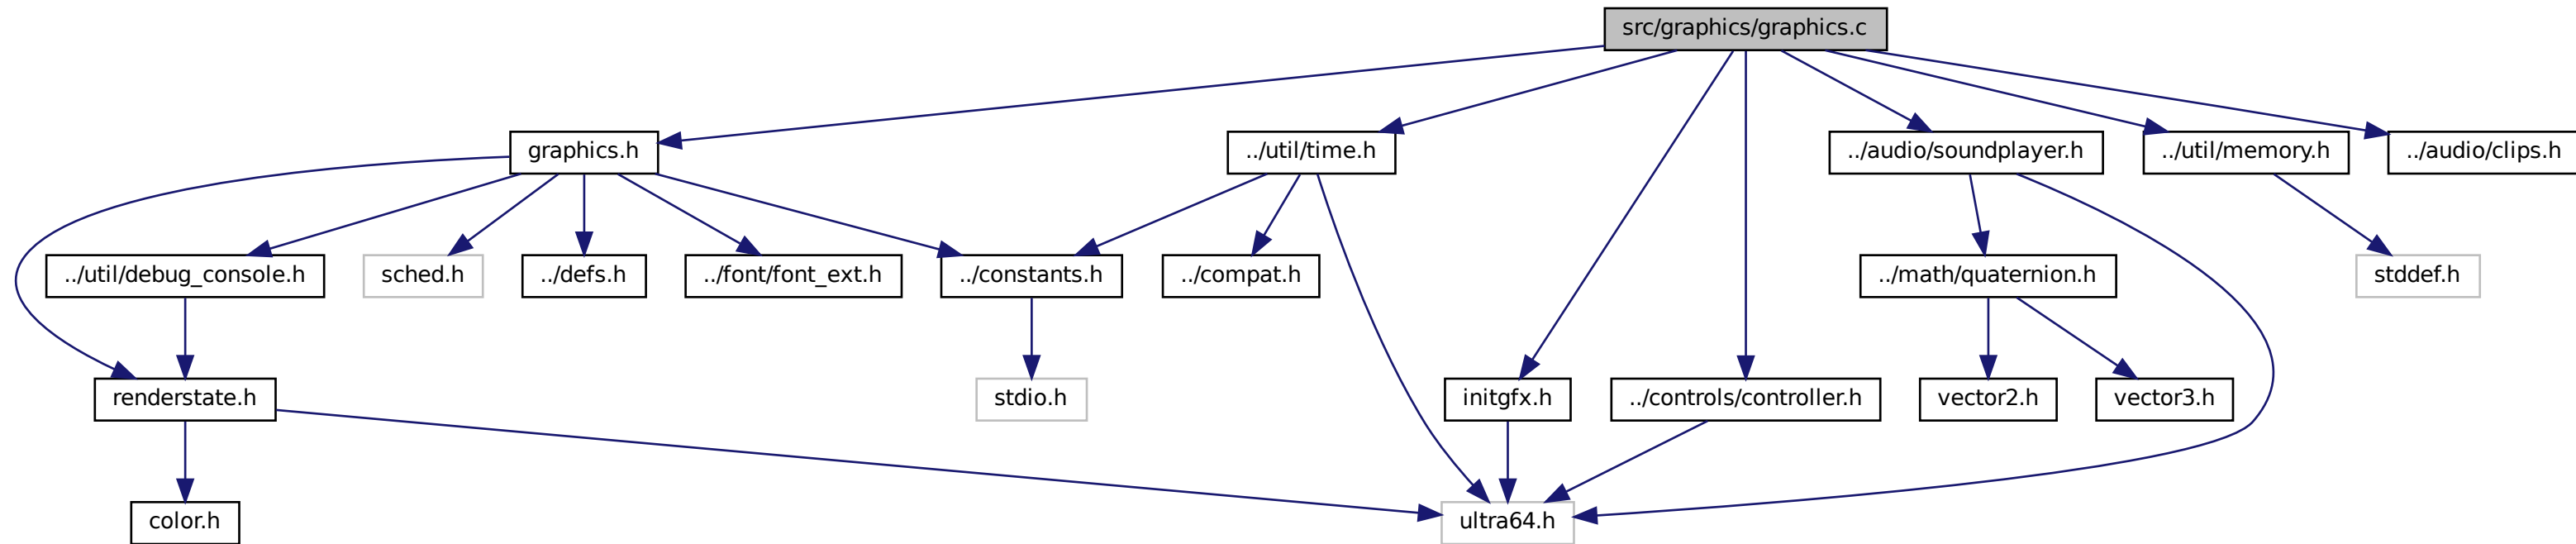 src/graphics/graphics.c
graphics.h
../util/time.h
../audio/soundplayer.h
../util/memory.h
../audio/clips.h
../util/debug_console.h
sched.h
../defs.h
../font/font_ext.h
../constants.h
../compat.h
../math/quaternion.h
stddef.h
renderstate.h
stdio.h
initgfx.h
../controls/controller.h
vector2.h
vector3.h
color.h
ultra64.h